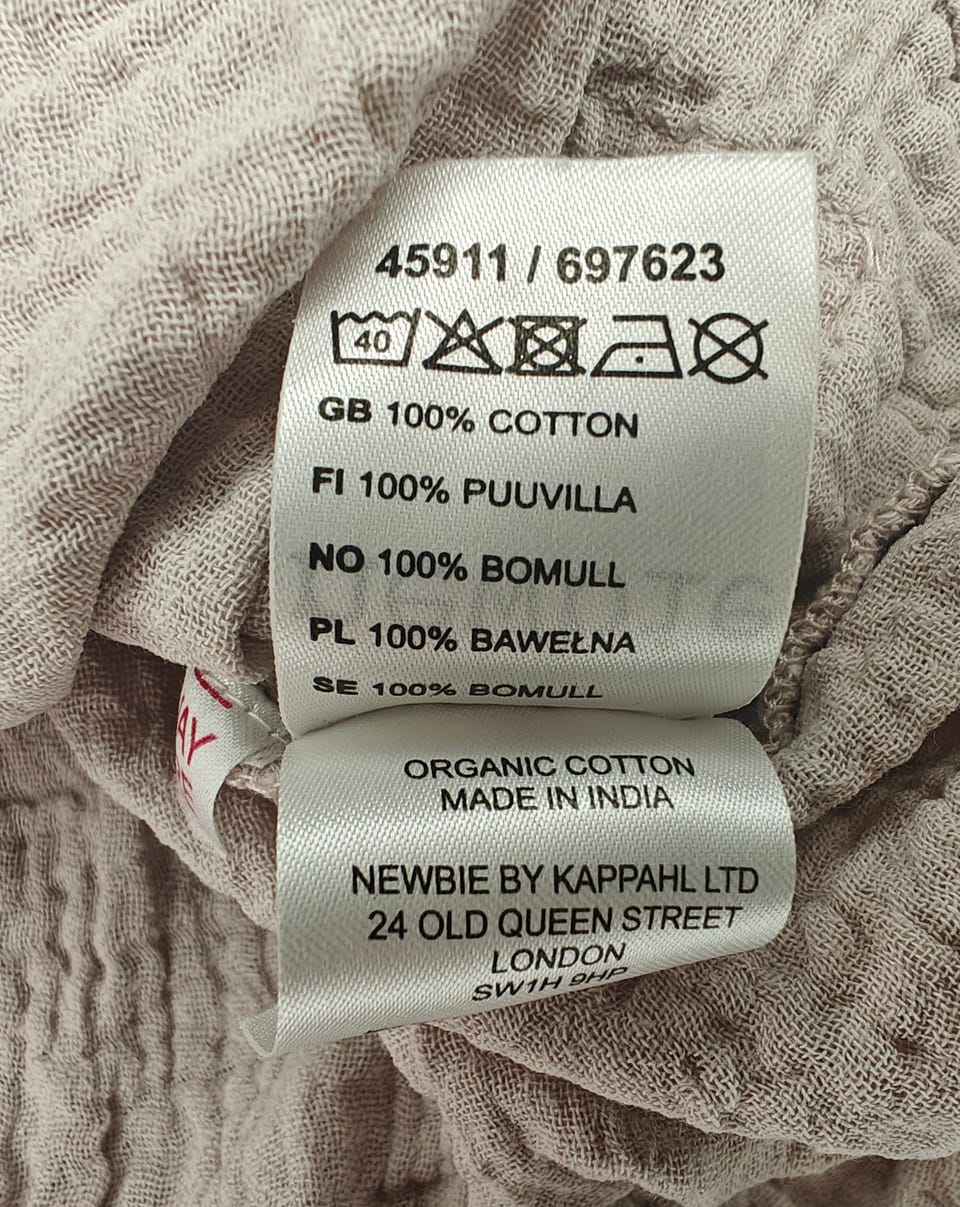 45911 / 697623
40
GB 100% COTTON
FI 100% PUUVILLA
NO 100% BOMULL
PL 100% BAWEŁNA
SE 100% BOMULL
AY
ORGANIC COTTON
MADE IN INDIA
NEWBIE BY KAPPAHL LTD
24 OLD QUEEN STREET
LONDON
SW1H 9HP